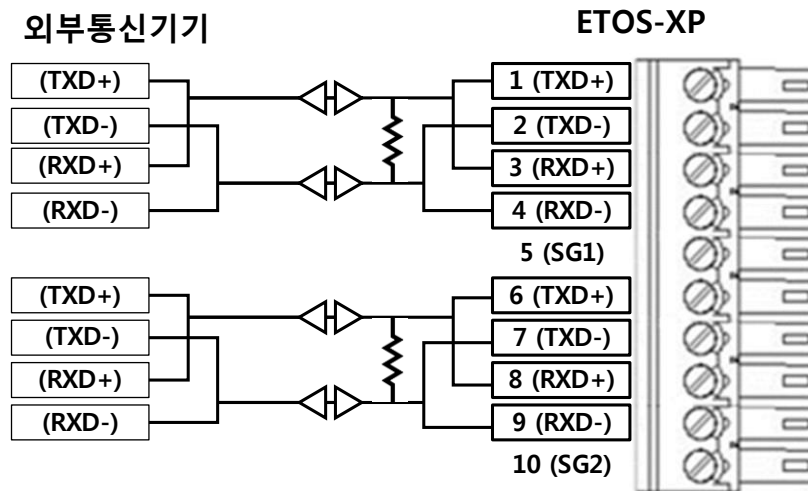 외부통신기기
ETOS-XP
(TXD+)
1 (TXD+)
(TXD-)
2 (TXD-)
(RXD+)
3 (RXD+)
(RXD-)
4 (RXD-)
5 (SG1)
(TXD+)
6 (TXD+)
(TXD-)
7 (TXD-)
(RXD+)
8 (RXD+)
(RXD-)
9 (RXD-)
10 (SG2)